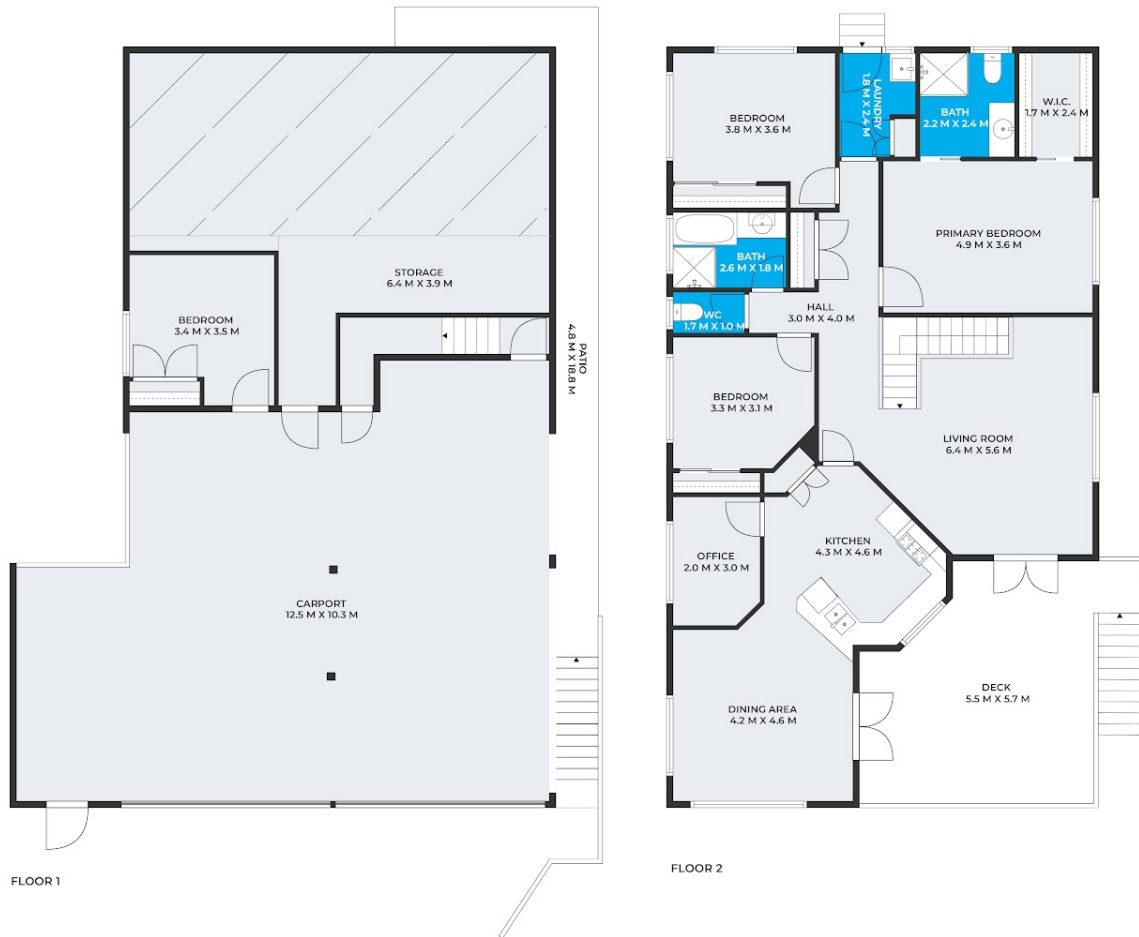 STORAGE
6.4 M X 3.9 M
BEDROOM
3.4 M X 3.5 M
PATIO
4.8 M X 18.8 M
CARPORT
12.5 M X 10.3 M
FLOOR 1
BEDROOM
3.8 M X 3.6 M
LAUNDRY
1.8 M X 2.4 M
BATH
2.2 M X 2.4 M
W.I.C.
1.7 M X 2.4 M
PRIMARY BEDROOM
4.9 M X 3.6 M
BATH
2.6 M X 1.8 M
HALL
3.0 M X 4.0 M
WC
1.7 M X 1.0 M
BEDROOM
3.3 M X 3.1 M
LIVING ROOM
6.4 M X 5.6 M
KITCHEN
4.3 M X 4.6 M
OFFICE
2.0 M X 3.0 M
DECK
5.5 M X 5.7 M
DINING AREA
4.2 M X 4.6 M
FLOOR 2